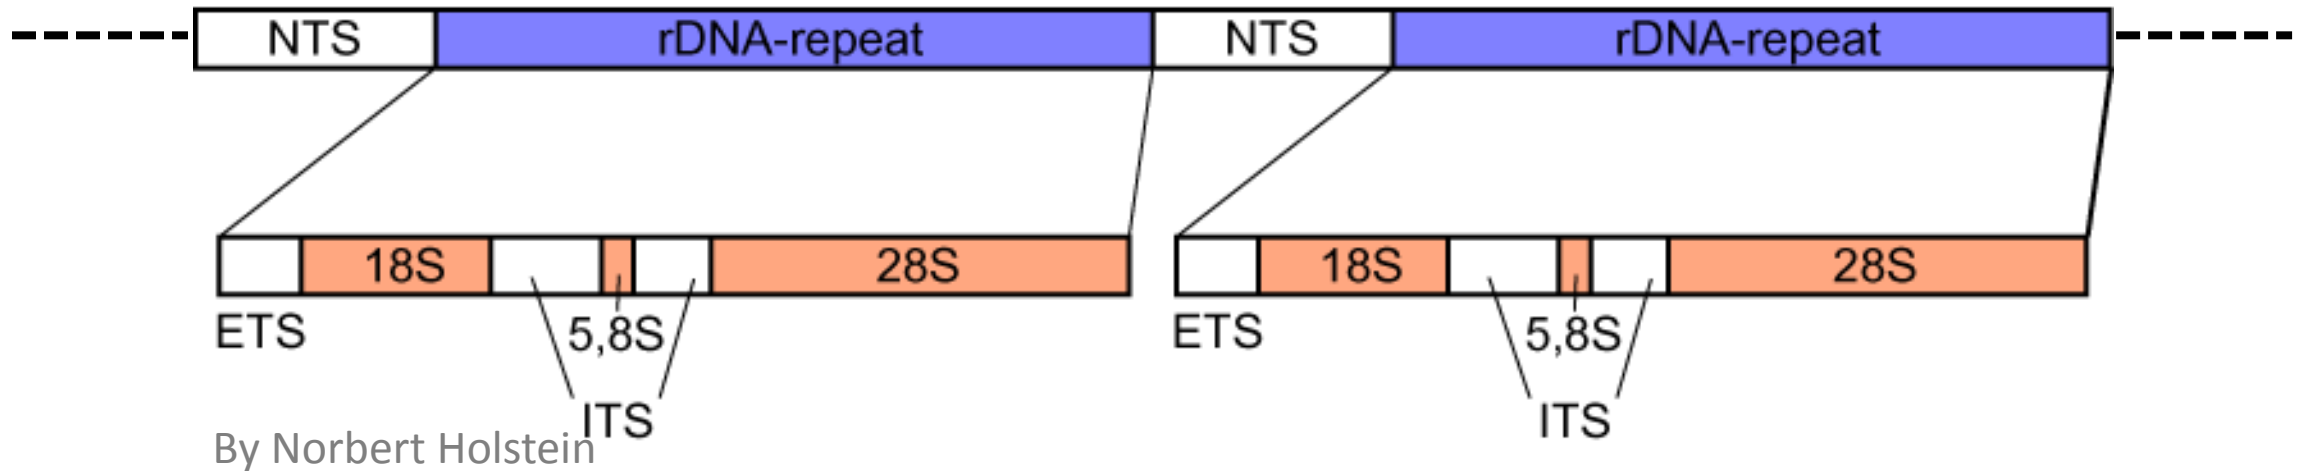 NTS rDNA-repeat NTS rDNA-repeat
18S 28S 18S 28S
ETS 5,8S ETS 5,8S
ITS ITS
By Norbert Holstein